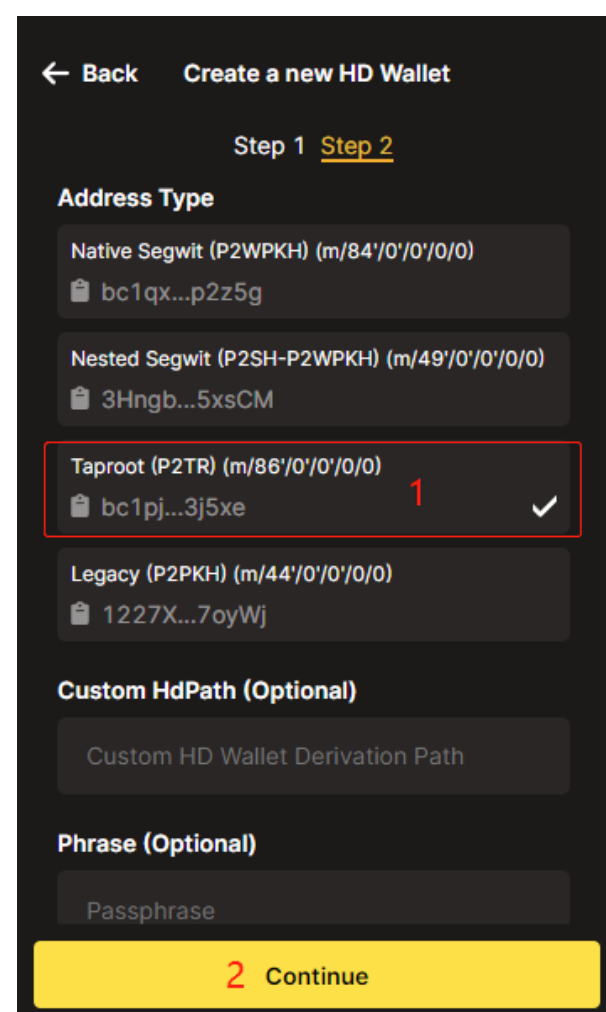 ← Back Create a new HD Wallet
Step 1 Step 2
Address Type
Native Segwit (P2WPKH) (m/84'/0'/0'/0/0)
bc1qx...p2z5g
Nested Segwit (P2SH-P2WPKH) (m/49'/0'/0'/0/0)
3Hngb...5xsCM
Taproot (P2TR) (m/86'/0'/0'/0/0)
1
bc1pj...3j5xe
Legacy (P2PKH) (m/44'/0'/0'/0/0)
1227X...7oyWj
Custom HdPath (Optional)
Custom HD Wallet Derivation Path
Phrase (Optional)
Passphrase
2 Continue